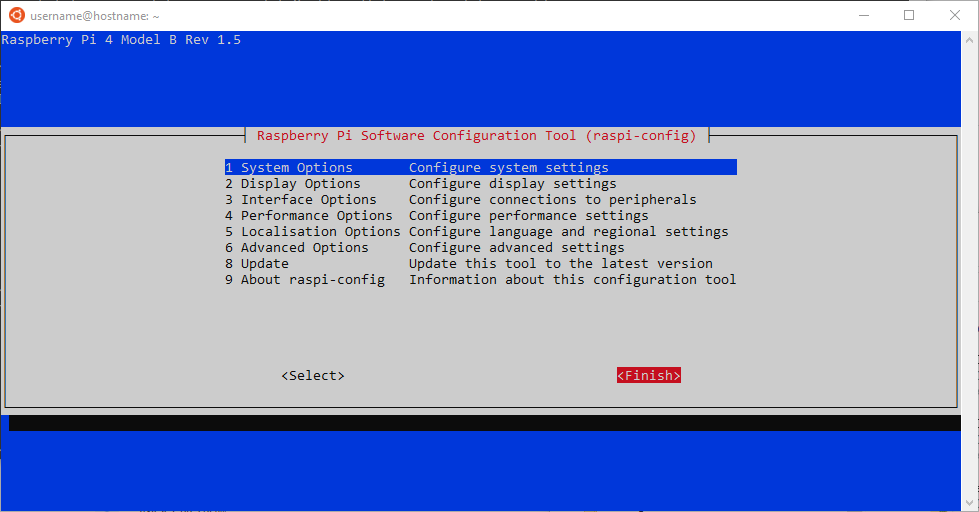 username@hostname: ~
Raspberry Pi 4 Model B Rev 1.5
Raspberry Pi Software Configuration Tool (raspi-config)
1 System Options Configure system settings
2 Display Options Configure display settings
3 Interface Options Configure connections to peripherals
4 Performance Options Configure performance settings
5 Localisation Options Configure language and regional settings
6 Advanced Options Configure advanced settings
8 Update Update this tool to the latest version
9 About raspi-config Information about this configuration tool
<Select> <Finish>